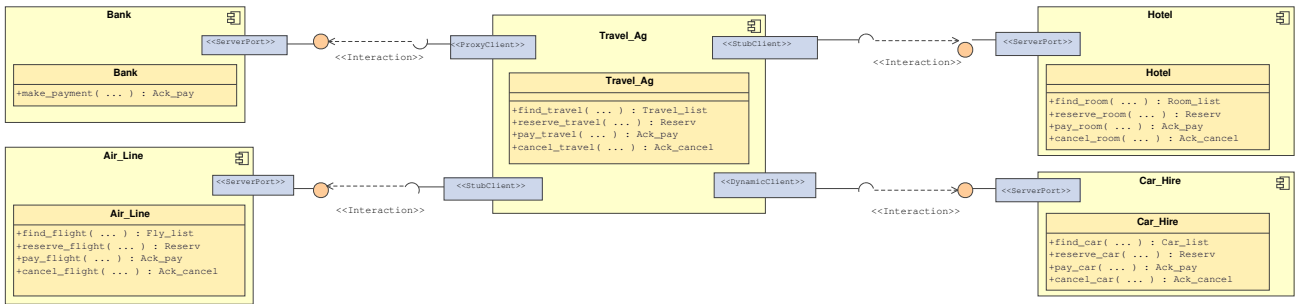 Bank
<<ServerPort>>
<<Interaction>>
Bank
+make_payment( ... ) : Ack_pay
Travel_Ag
<<ProxyClient>>
<<StubClient>>
Travel_Ag
+find_travel( ... ) : Travel_list
+reserve_travel( ... ) : Reserv
+pay_travel( ... ) : Ack_pay
+cancel_travel( ... ) : Ack_cancel
<<StubClient>>
<<DynamicClient>>
Hotel
<<ServerPort>>
<<Interaction>>
Hotel
+find_room( ... ) : Room_list
+reserve_room( ... ) : Reserv
+pay_room( ... ) : Ack_pay
+cancel_room( ... ) : Ack_cancel
Air_Line
<<ServerPort>>
<<Interaction>>
Air_Line
+find_flight( ... ) : Fly_list
+reserve_flight( ... ) : Reserv
+pay_flight( ... ) : Ack_pay
+cancel_flight( ... ) : Ack_cancel
Car_Hire
<<ServerPort>>
<<Interaction>>
Car_Hire
+find_car( ... ) : Car_list
+reserve_car( ... ) : Reserv
+pay_car( ... ) : Ack_pay
+cancel_car( ... ) : Ack_cancel